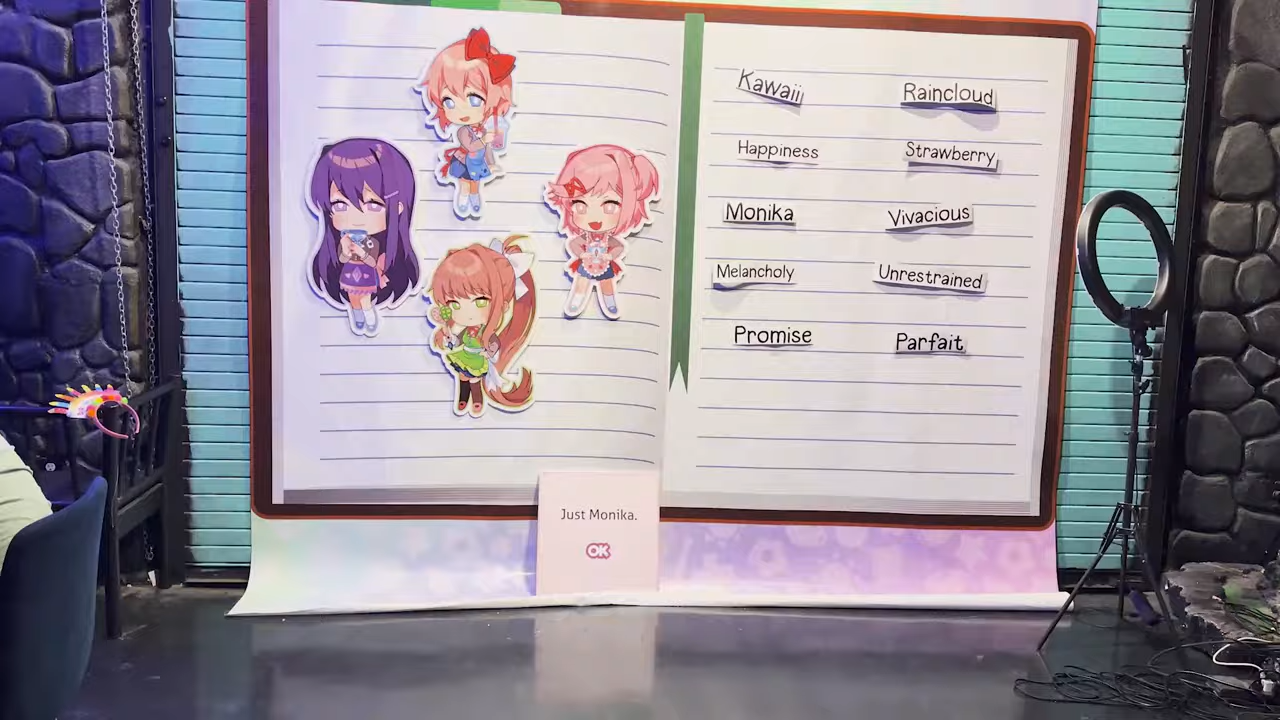 Kawaii Raincloud
Happiness Strawberry
Monika Vivacious
Melancholy Unrestrained
Promise Parfait
Just Monika.
OK